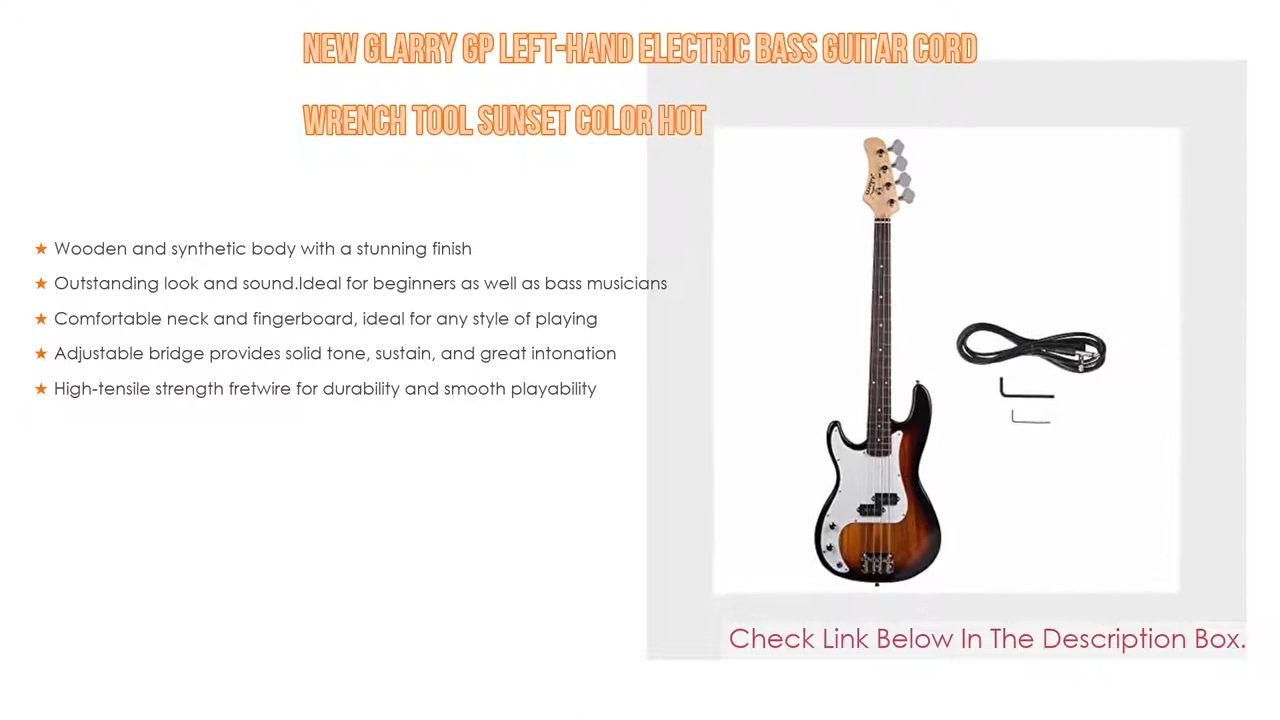 NEW GLARRY GP LEFT-HAND ELECTRIC BASS GUITAR CORD
WRENCH TOOL SUNSET COLOR HOT
★ Wooden and synthetic body with a stunning finish
★ Outstanding look and sound.Ideal for beginners as well as bass musicians
★ Comfortable neck and fingerboard, ideal for any style of playing
★ Adjustable bridge provides solid tone, sustain, and great intonation
★ High-tensile strength fretwire for durability and smooth playability
Check Link Below In The Description Box.